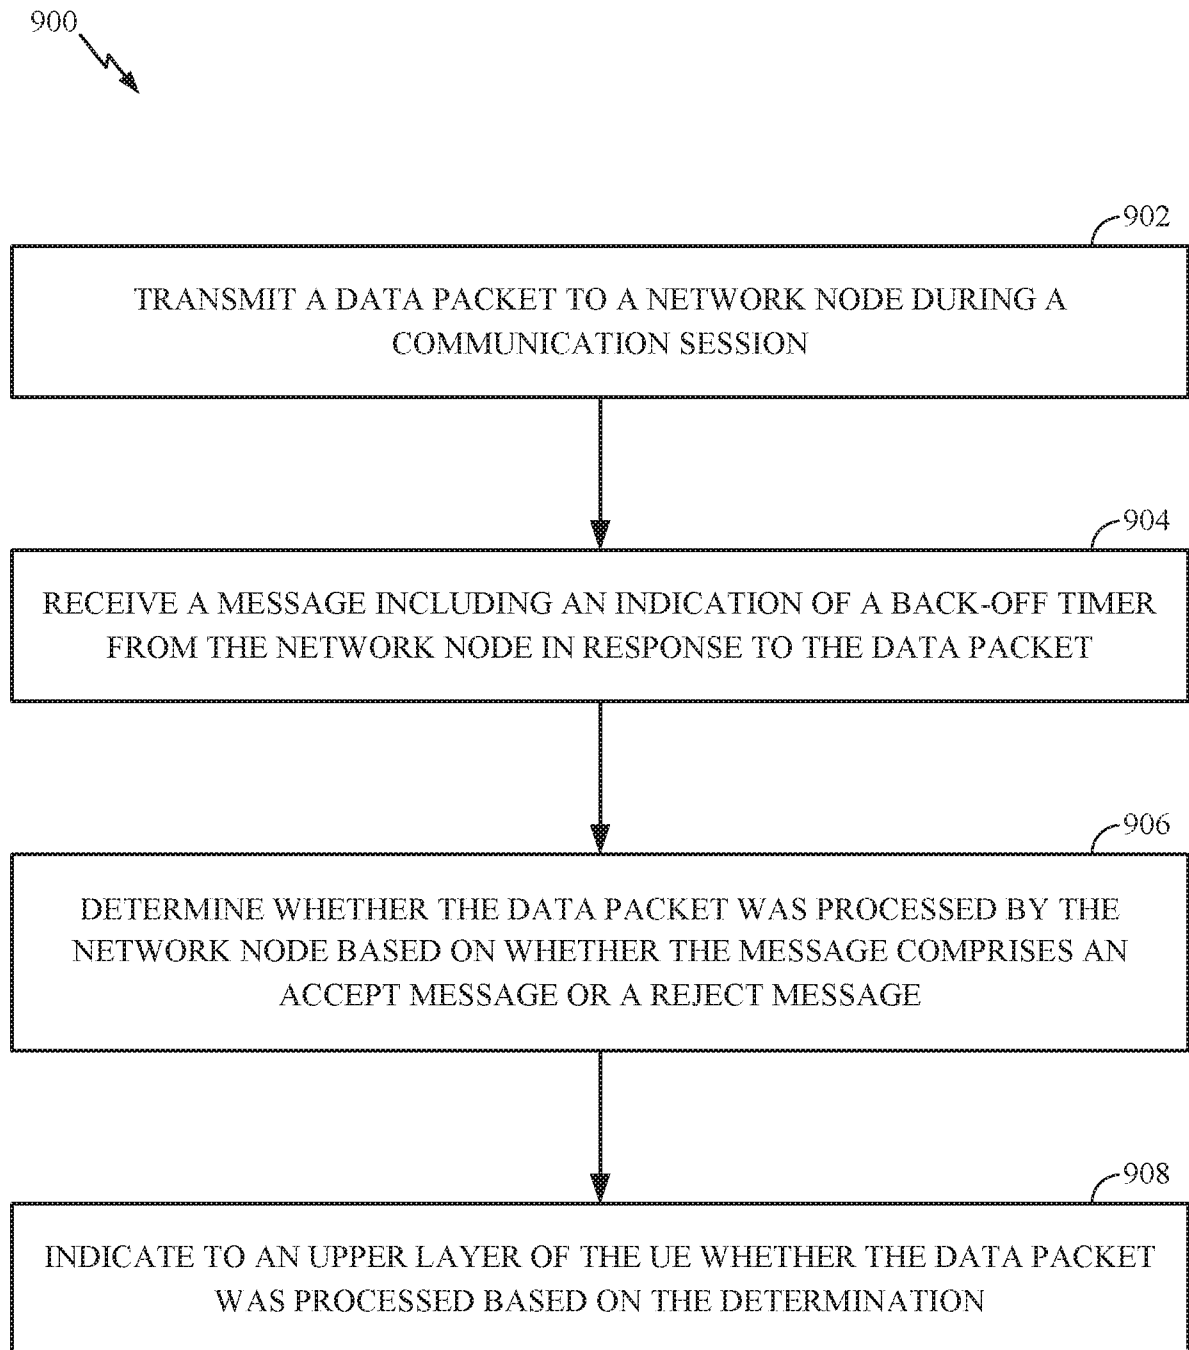 900
902
TRANSMIT A DATA PACKET TO A NETWORK NODE DURING A
COMMUNICATION SESSION
904
RECEIVE A MESSAGE INCLUDING AN INDICATION OF A BACK-OFF TIMER
FROM THE NETWORK NODE IN RESPONSE TO THE DATA PACKET
906
DETERMINE WHETHER THE DATA PACKET WAS PROCESSED BY THE
NETWORK NODE BASED ON WHETHER THE MESSAGE COMPRISES AN
ACCEPT MESSAGE OR A REJECT MESSAGE
908
INDICATE TO AN UPPER LAYER OF THE UE WHETHER THE DATA PACKET
WAS PROCESSED BASED ON THE DETERMINATION